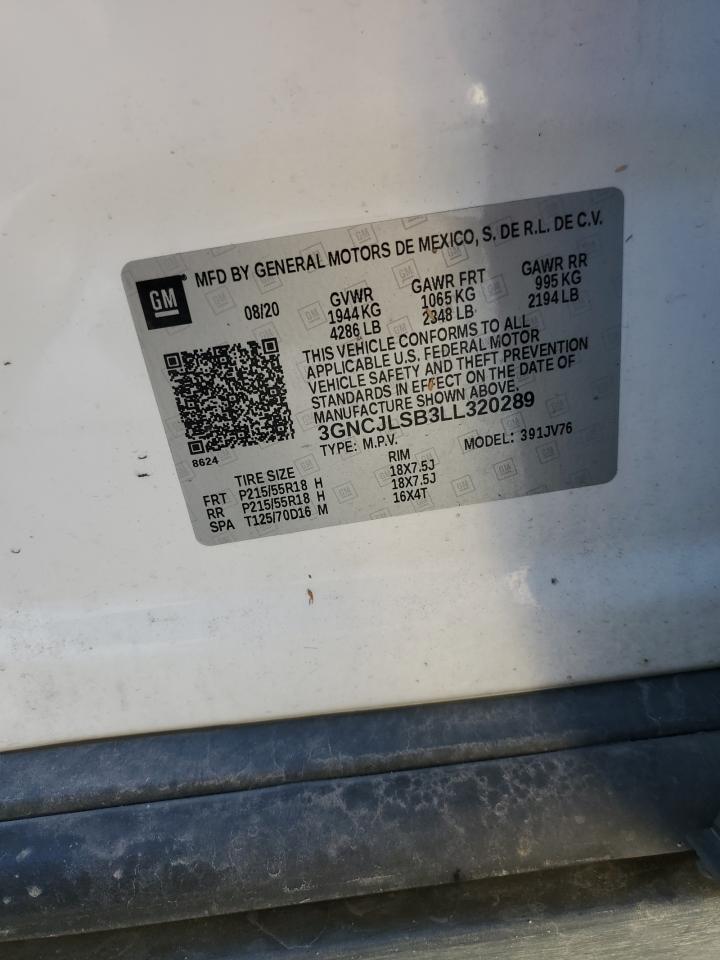 GM
MFD BY GENERAL MOTORS DE MEXICO, S. DE R.L. DE C.V.
08/20 GVWR GAWR FRT GAWR RR
1944 KG 1065 KG 995 KG
4286 LB 2348 LB 2194 LB
THIS VEHICLE CONFORMS TO ALL
APPLICABLE U.S. FEDERAL MOTOR
VEHICLE SAFETY AND THEFT PREVENTION
STANDARDS IN EFFECT ON THE DATE OF
MANUFACTURE SHOWN ABOVE.
3GNCJLSB3LL320289
8624
TYPE: M.P.V. MODEL: 391JV76
TIRE SIZE RIM
FRT P215/55R18 H 18X7.5J
RR P215/55R18 H 18X7.5J
SPA T125/70D16 M 16X4T